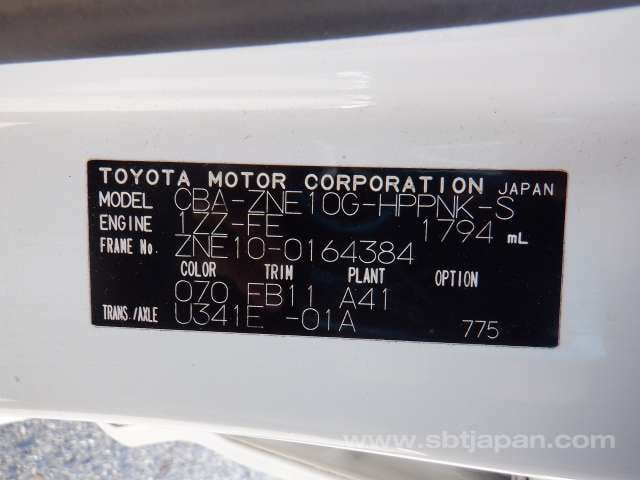 TOYOTA MOTOR CORPORATION JAPAN
MODEL CBA-ZNE10G-HPPNK-S
ENGINE 1ZZ-FE 1794 mL
FRAME No. ZNE10-0164384
COLOR TRIM PLANT OPTION
070 FB11 A41
TRANS./AXLE U341E -01A 775
www.sbtjapan.com